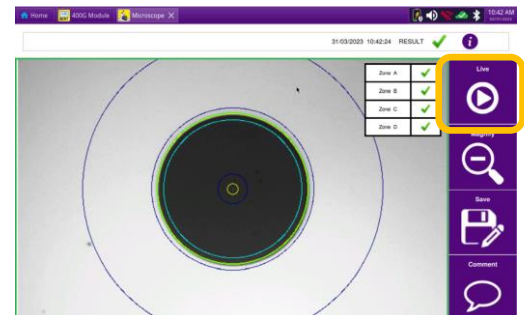 Home 400G Module Microscope X 10:42 AM
31/03/2023 10:42:24 RESULT
Live
Zone A
Zone B
Zone C
Zone D
Magnify
Save
Comment